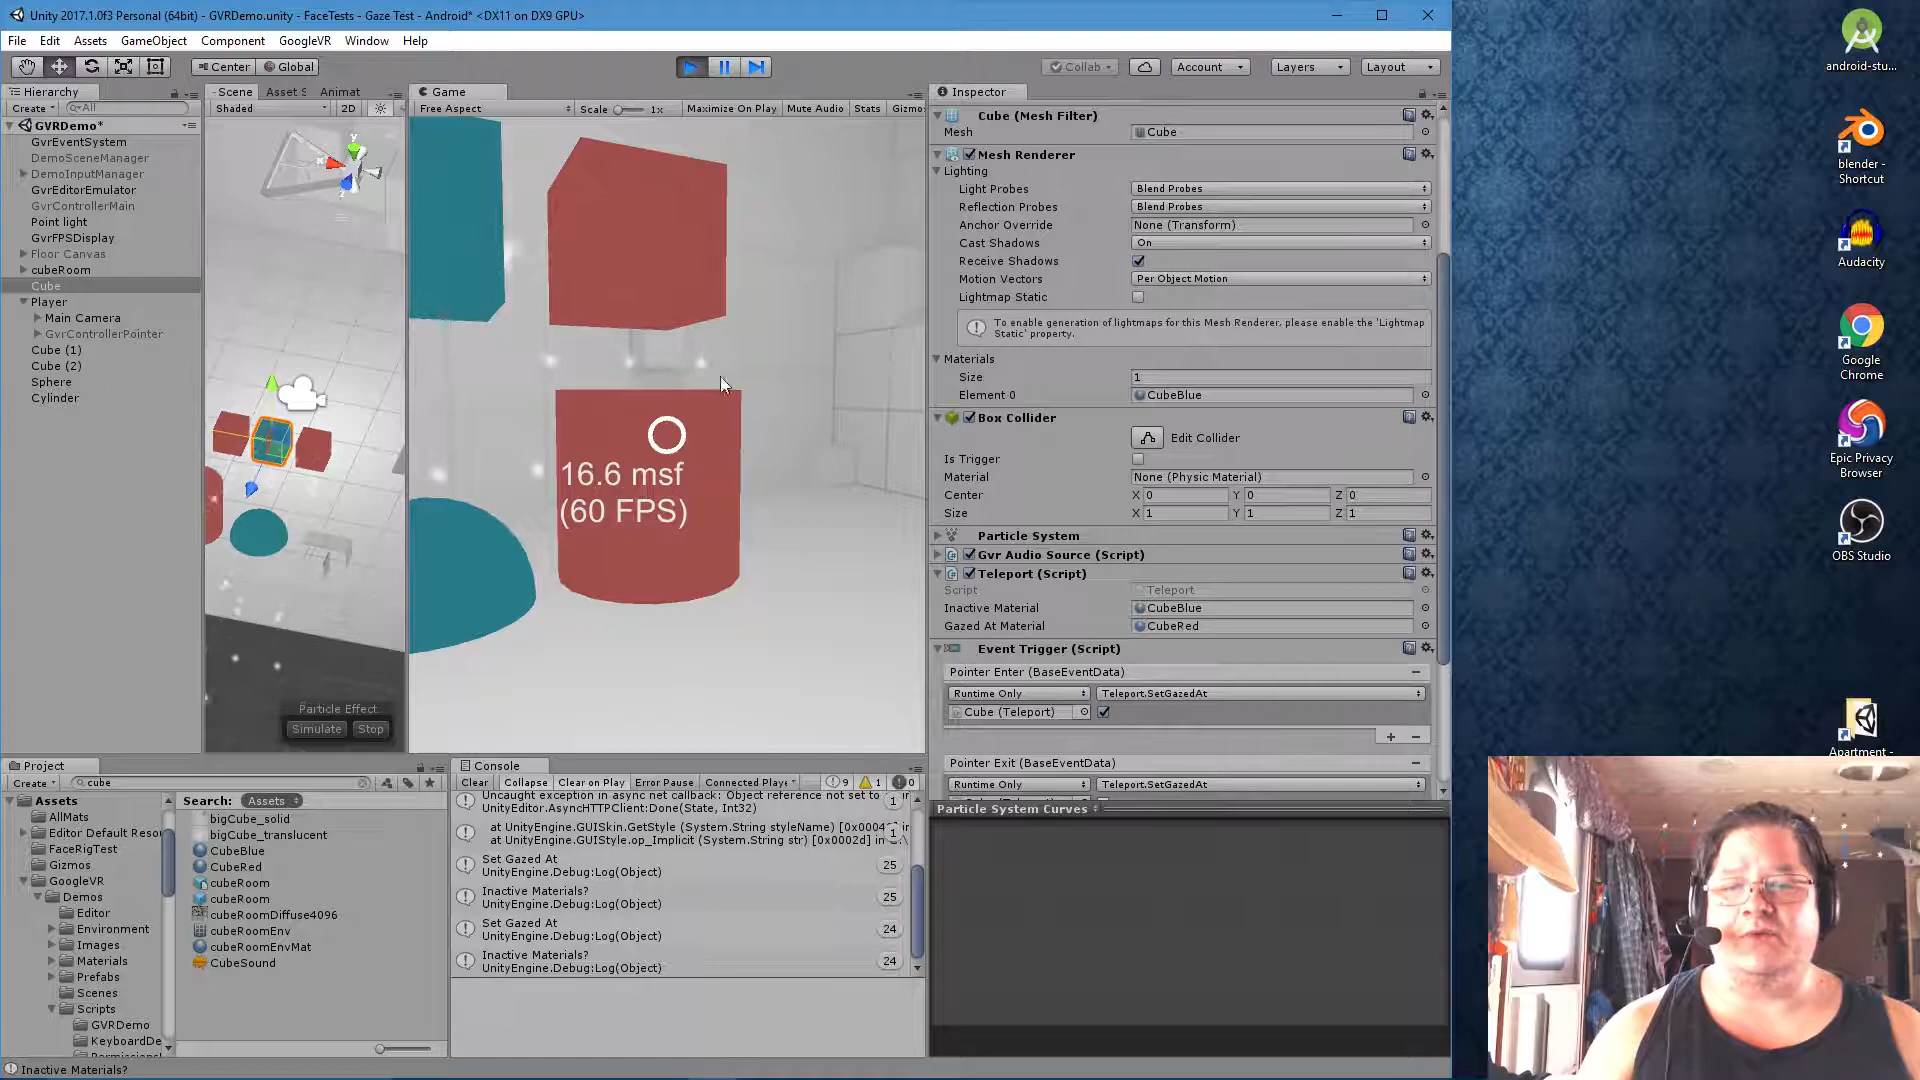 Unity 2017.1.0f3 Personal (64bit) - GVRDemo.unity - FaceTests - Gaze Test - Android* <DX11 on DX9 GPU>
File Edit Assets GameObject Component GoogleVR Window Help
Center Global Collab Account Layers Layout
Hierarchy
Create All
GVRDemo*
GvrEventSystem
DemoSceneManager
DemoInputManager
GvrEditorEmulator
GvrControllerMain
Point light
GvrFPSDisplay
Floor Canvas
cubeRoom
Cube
Player
Main Camera
GvrControllerPointer
Cube (1)
Cube (2)
Sphere
Cylinder
Scene Asset S Animat
Shaded 2D
y
x
z
Particle Effect
Simulate Stop
Game
Free Aspect Scale 1x Maximize On Play Mute Audio Stats Gizmo
16.6 msf
(60 FPS)
Inspector
Cube (Mesh Filter)
Mesh Cube
Mesh Renderer
Lighting
Light Probes Blend Probes
Reflection Probes Blend Probes
Anchor Override None (Transform)
Cast Shadows On
Receive Shadows
Motion Vectors Per Object Motion
Lightmap Static
To enable generation of lightmaps for this Mesh Renderer, please enable the 'Lightmap
Static' property.
Materials
Size 1
Element 0 CubeBlue
Box Collider
Edit Collider
Is Trigger
Material None (Physic Material)
Center X 0 Y 0 Z 0
Size X 1 Y 1 Z 1
Particle System
Gvr Audio Source (Script)
Teleport (Script)
Script Teleport
Inactive Material CubeBlue
Gazed At Material CubeRed
Event Trigger (Script)
Pointer Enter (BaseEventData)
Runtime Only Teleport.SetGazedAt
Cube (Teleport)
Pointer Exit (BaseEventData)
Runtime Only Teleport.SetGazedAt
Particle System Curves
Project
Create cube
Assets
AllMats
Editor Default Reso
FaceRigTest
Gizmos
GoogleVR
Demos
Editor
Environment
Images
Materials
Prefabs
Scenes
Scripts
GVRDemo
KeyboardDe
Search: Assets
bigCube_solid
bigCube_translucent
CubeBlue
CubeRed
cubeRoom
cubeRoom
cubeRoomDiffuse4096
cubeRoomEnv
cubeRoomEnvMat
CubeSound
Console
Clear Collapse Clear on Play Error Pause Connected Playe 9 1 0
Uncaught exception in async net callback: Object reference not set to 1
UnityEditor.AsyncHTTPClient:Done(State, Int32)
at UnityEngine.GUISkin.GetStyle (System.String styleName) 1
at UnityEngine.GUIStyle.op_Implicit (System.String str) [0x0002d] in
Set Gazed At 25
UnityEngine.Debug:Log(Object)
Inactive Materials? 25
UnityEngine.Debug:Log(Object)
Set Gazed At 24
UnityEngine.Debug:Log(Object)
Inactive Materials? 24
UnityEngine.Debug:Log(Object)
Inactive Materials?
android-stu...
blender -
Shortcut
Audacity
Google
Chrome
Epic Privacy
Browser
OBS Studio
Apartment -